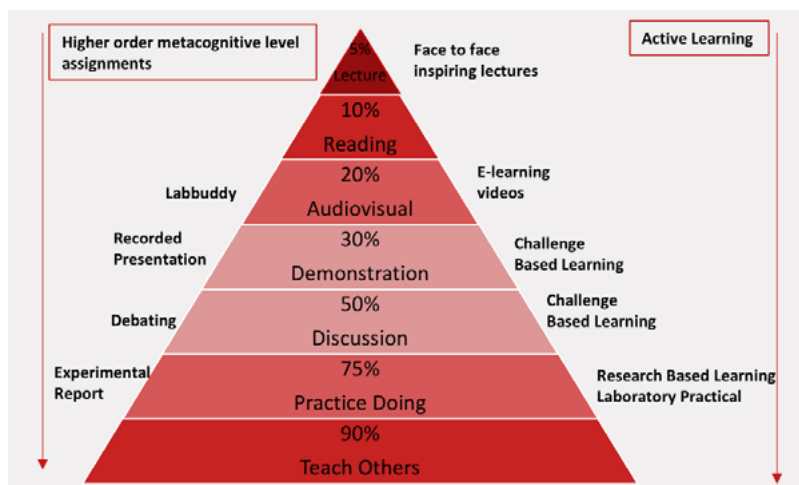 Higher order metacognitive level
assignments
Active Learning
5%
Lecture
Face to face
inspiring lectures
10%
Reading
20%
Audiovisual
Labbuddy
E-learning
videos
30%
Demonstration
Recorded
Presentation
Challenge
Based Learning
50%
Discussion
Debating
Challenge
Based Learning
75%
Practice Doing
Experimental
Report
Research Based Learning
Laboratory Practical
90%
Teach Others